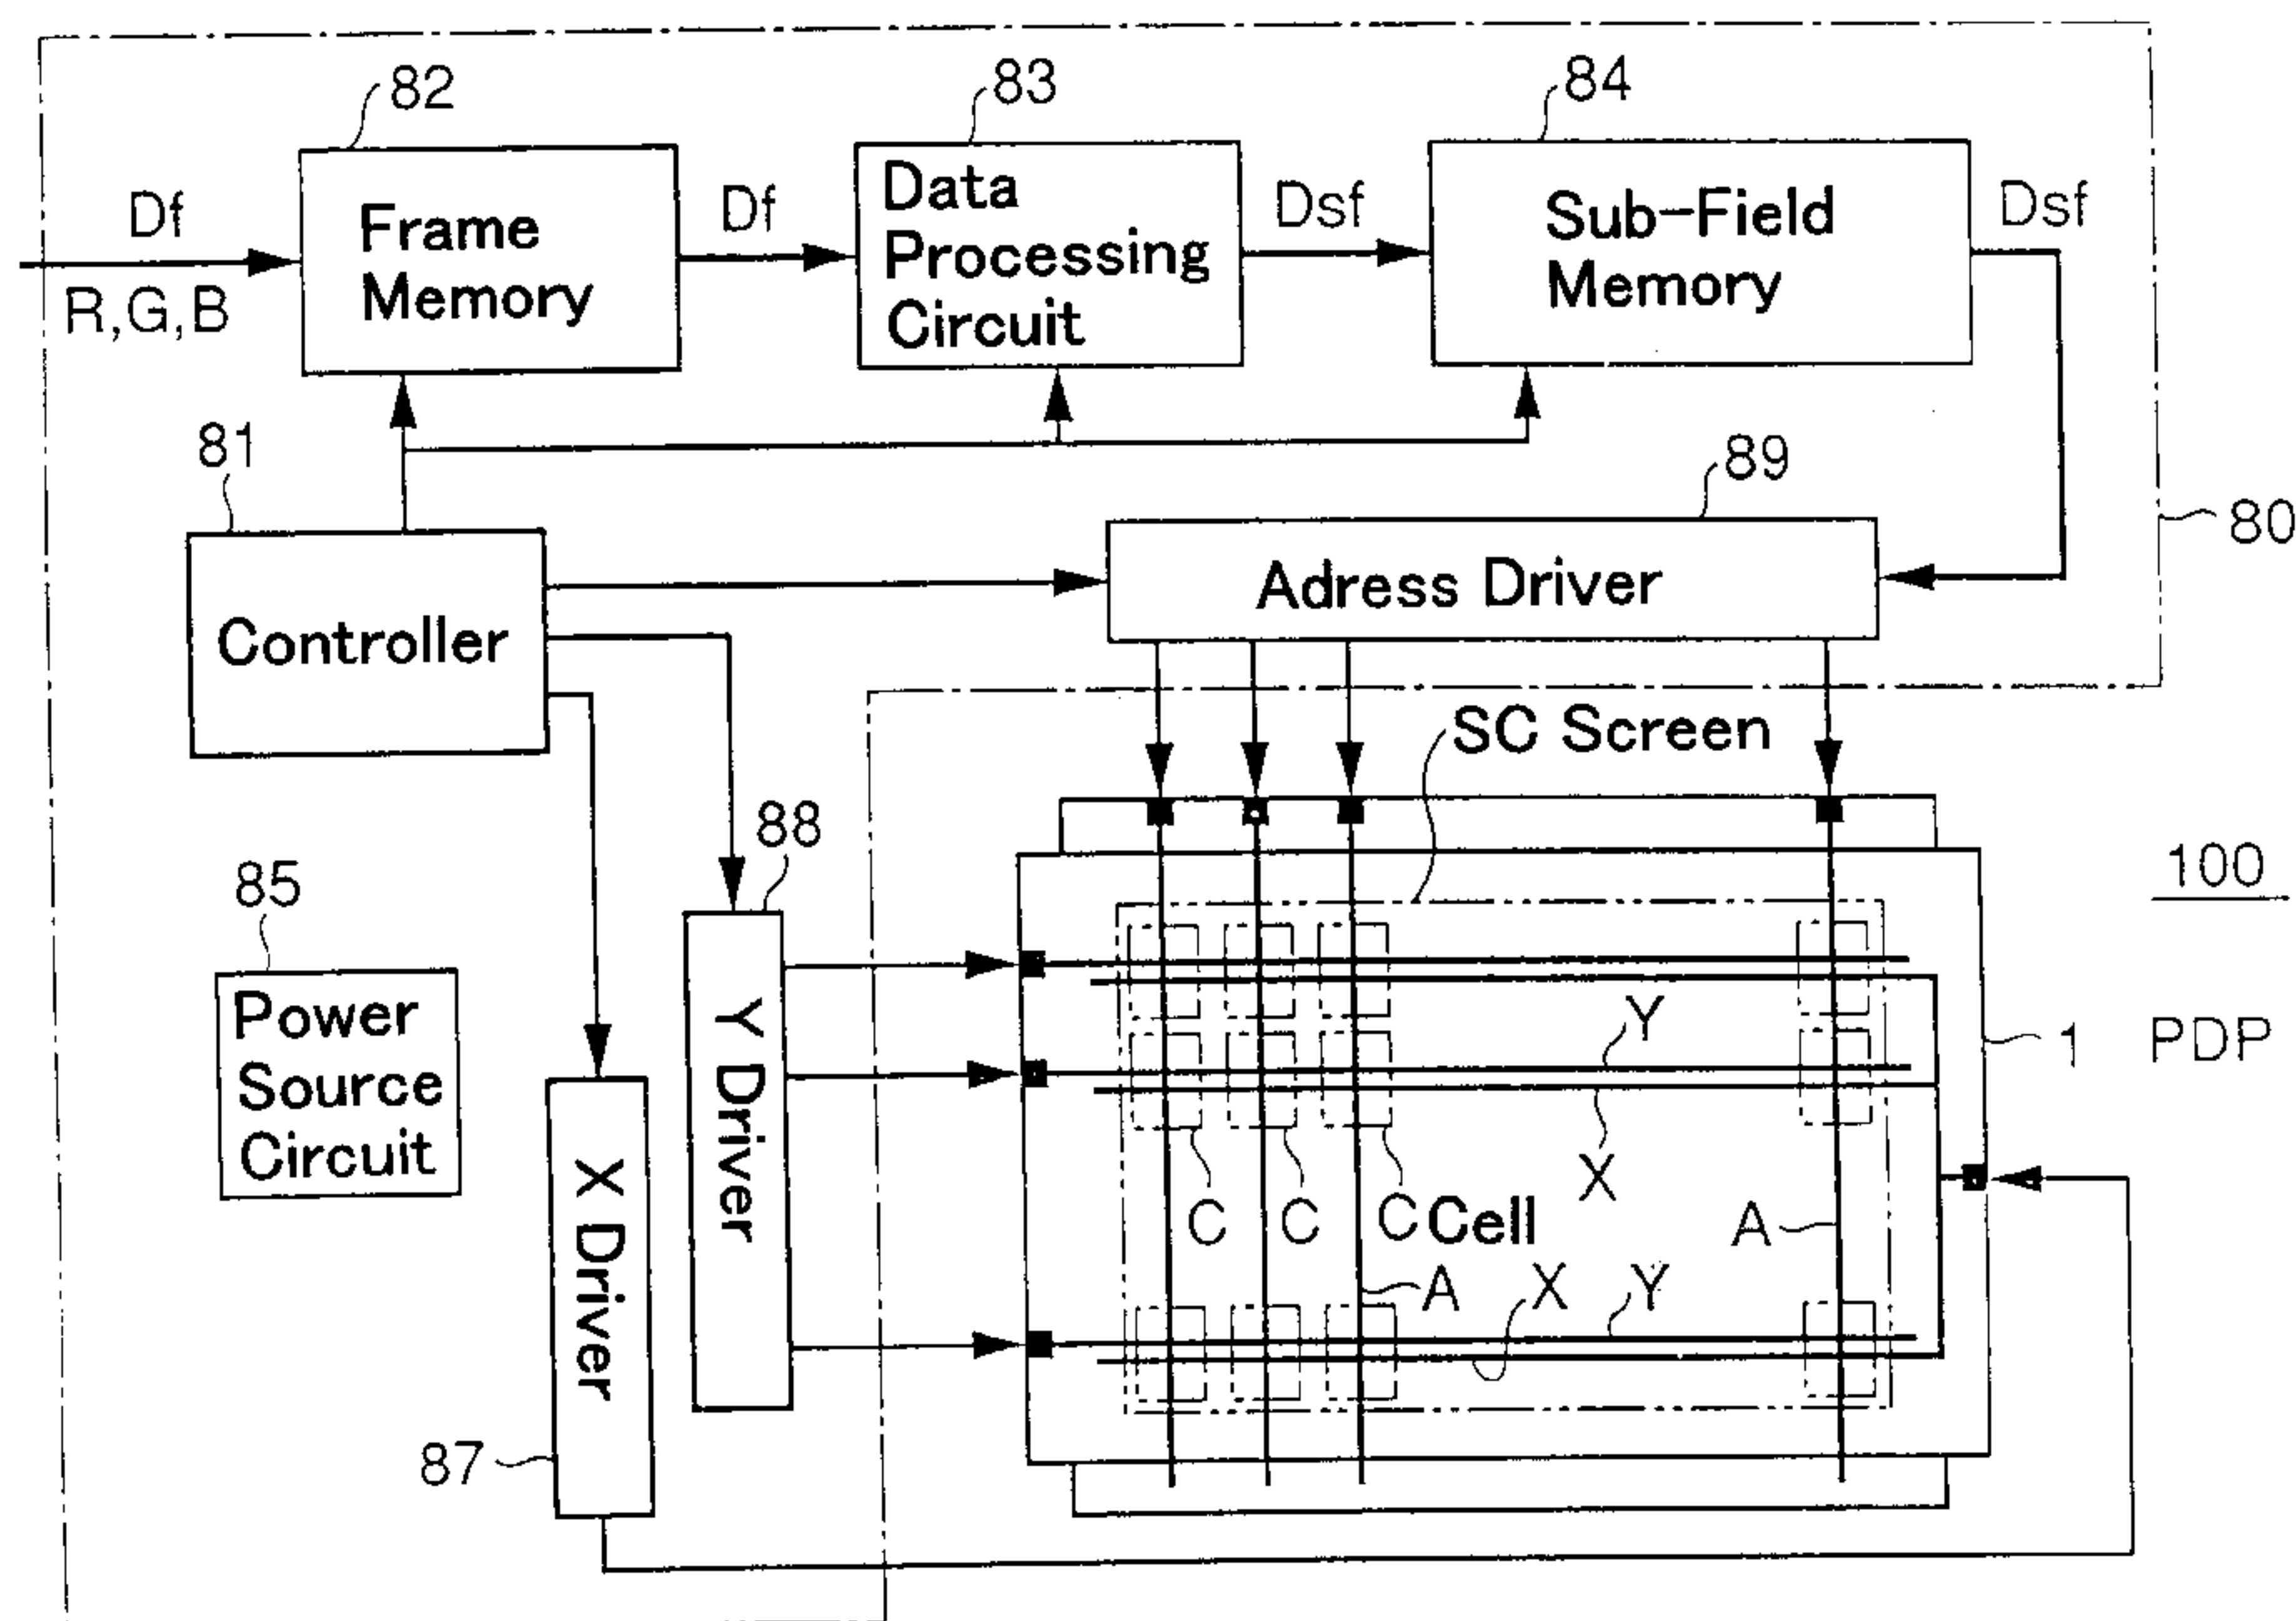 82
83
84
Df
R,G,B
Frame
Memory
Df
Data
Processing
Circuit
Dsf
Sub-Field
Memory
Dsf
81
89
80
Controller
Adress Driver
SC Screen
88
85
100
Power
Source
Circuit
Y Driver
X Driver
Y
1 PDP
X
C
C
C Cell
A
A
X
Y
87